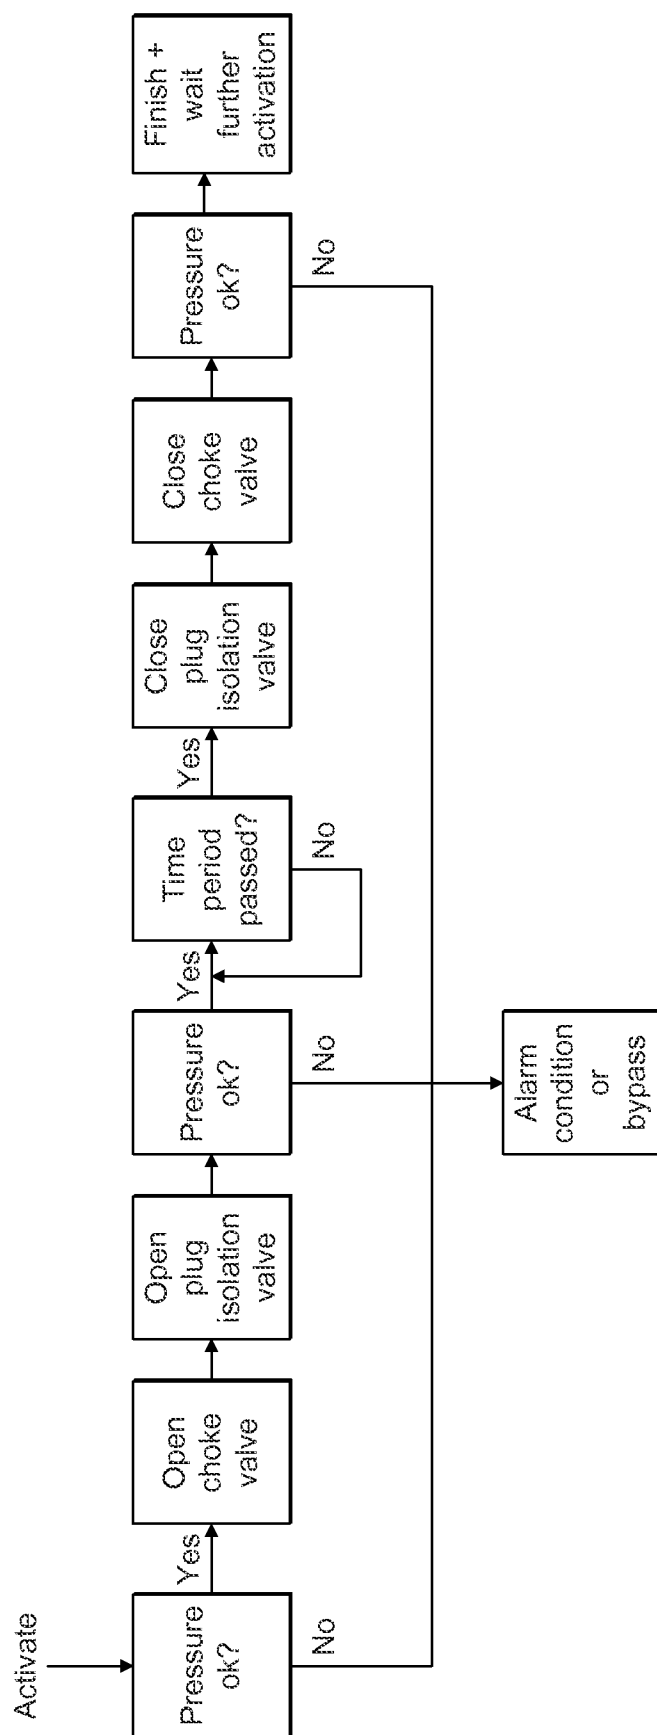 Activate
Pressure
ok?
Yes
No
Open
choke
valve
Open
plug
isolation
valve
Pressure
ok?
Yes
No
Time
period
passed?
Yes
No
Close
plug
isolation
valve
Close
choke
valve
Pressure
ok?
No
Finish +
wait
further
activation
Alarm
condition
or
bypass